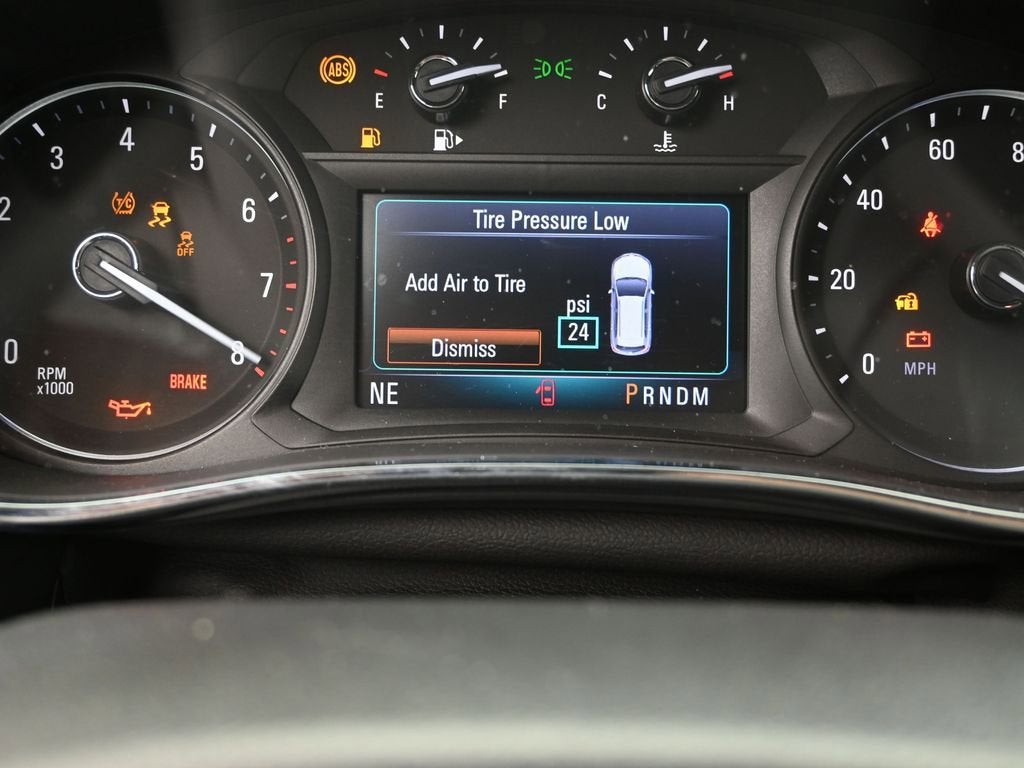 ABS
E
F
C
H
2
3
4
5
6
7
8
0
T/C
OFF
RPM
x1000
BRAKE
Tire Pressure Low
Add Air to Tire
psi
24
Dismiss
NE
PRNDM
0
20
40
60
8
MPH